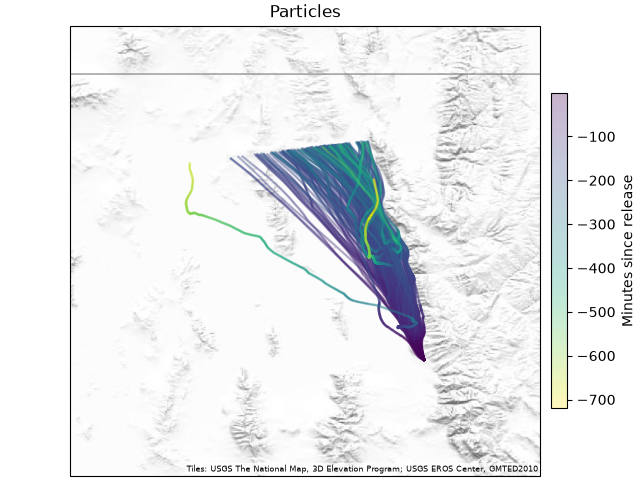 Particles
−100
−200
−300
−400
−500
−600
−700
Minutes since release
Tiles: USGS The National Map, 3D Elevation Program; USGS EROS Center, GMTED2010